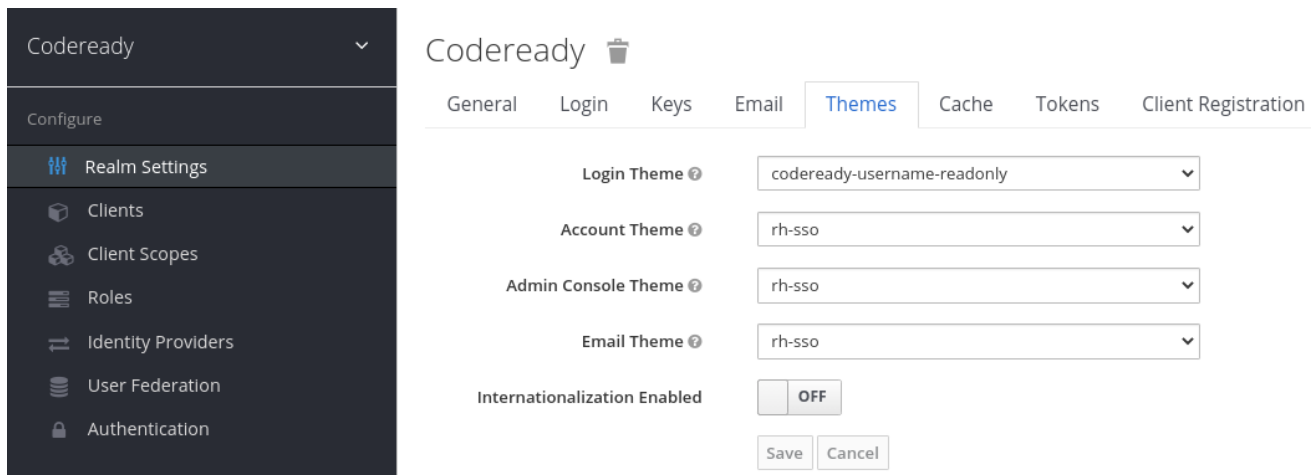 Codeready
Configure
Realm Settings
Clients
Client Scopes
Roles
Identity Providers
User Federation
Authentication
Codeready
General Login Keys Email Themes Cache Tokens Client Registration
Login Theme codeready-username-readonly
Account Theme rh-sso
Admin Console Theme rh-sso
Email Theme rh-sso
Internationalization Enabled OFF
Save Cancel